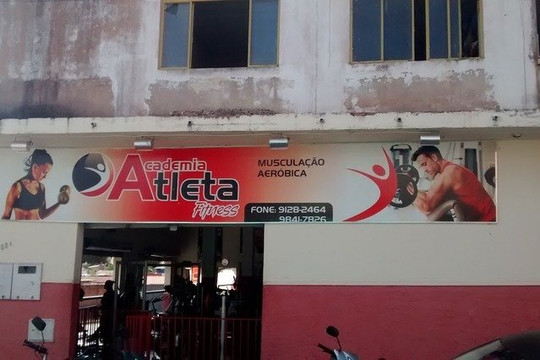 Academia
Atleta
Fitness
MUSCULAÇÃO
AERÓBICA
FONE: 9128-2464
9841-7826